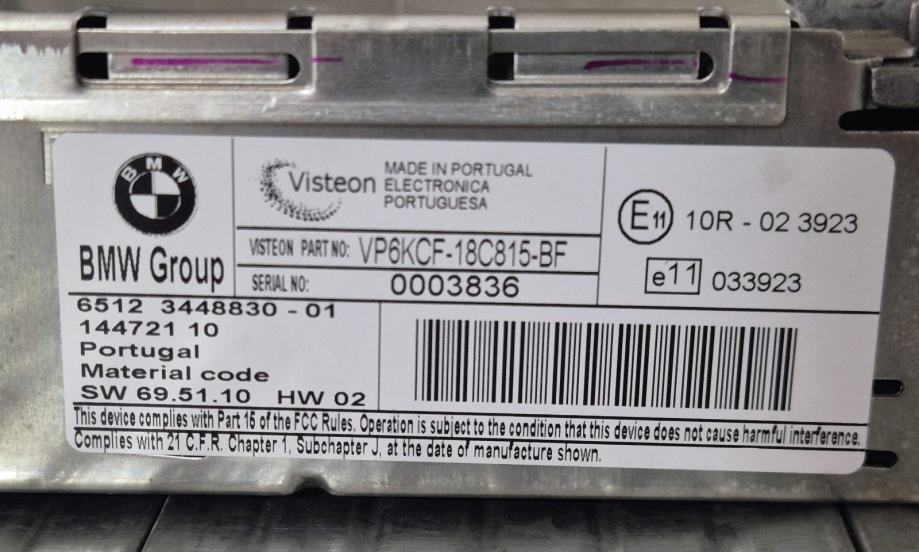 BMW
BMW Group
Visteon
MADE IN PORTUGAL
ELECTRONICA
PORTUGUESA
VISTEON PART NO: VP6KCF-18C815-BF
SERIAL NO: 0003836
E11 10R - 02 3923
e11 033923
6512 3448830 - 01
144721 10
Portugal
Material code
SW 69.51.10 HW 02
This device complies with Part 15 of the FCC Rules. Operation is subject to the condition that this device does not cause harmful interference.
Complies with 21 C.F.R. Chapter 1, Subchapter J, at the date of manufacture shown.